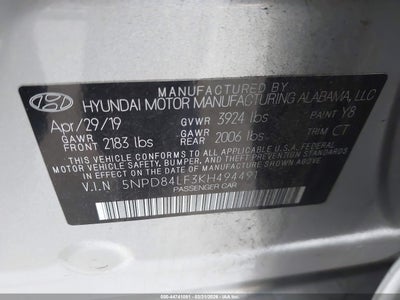 MANUFACTURED BY
HYUNDAI MOTOR MANUFACTURING ALABAMA, LLC
Apr/29/19 GVWR 3924 lbs PAINT Y8
GAWR FRONT 2183 lbs GAWR REAR 2006 lbs TRIM CT
THIS VEHICLE CONFORMS TO ALL APPLICABLE U.S.A. FEDERAL
MOTOR VEHICLE SAFETY, BUMPER, AND THEFT PREVENTION
STANDARDS IN EFFECT ON THE DATE OF MANUFACTURE SHOWN ABOVE.
V.I.N 5NPD84LF3KH494491
PASSENGER CAR